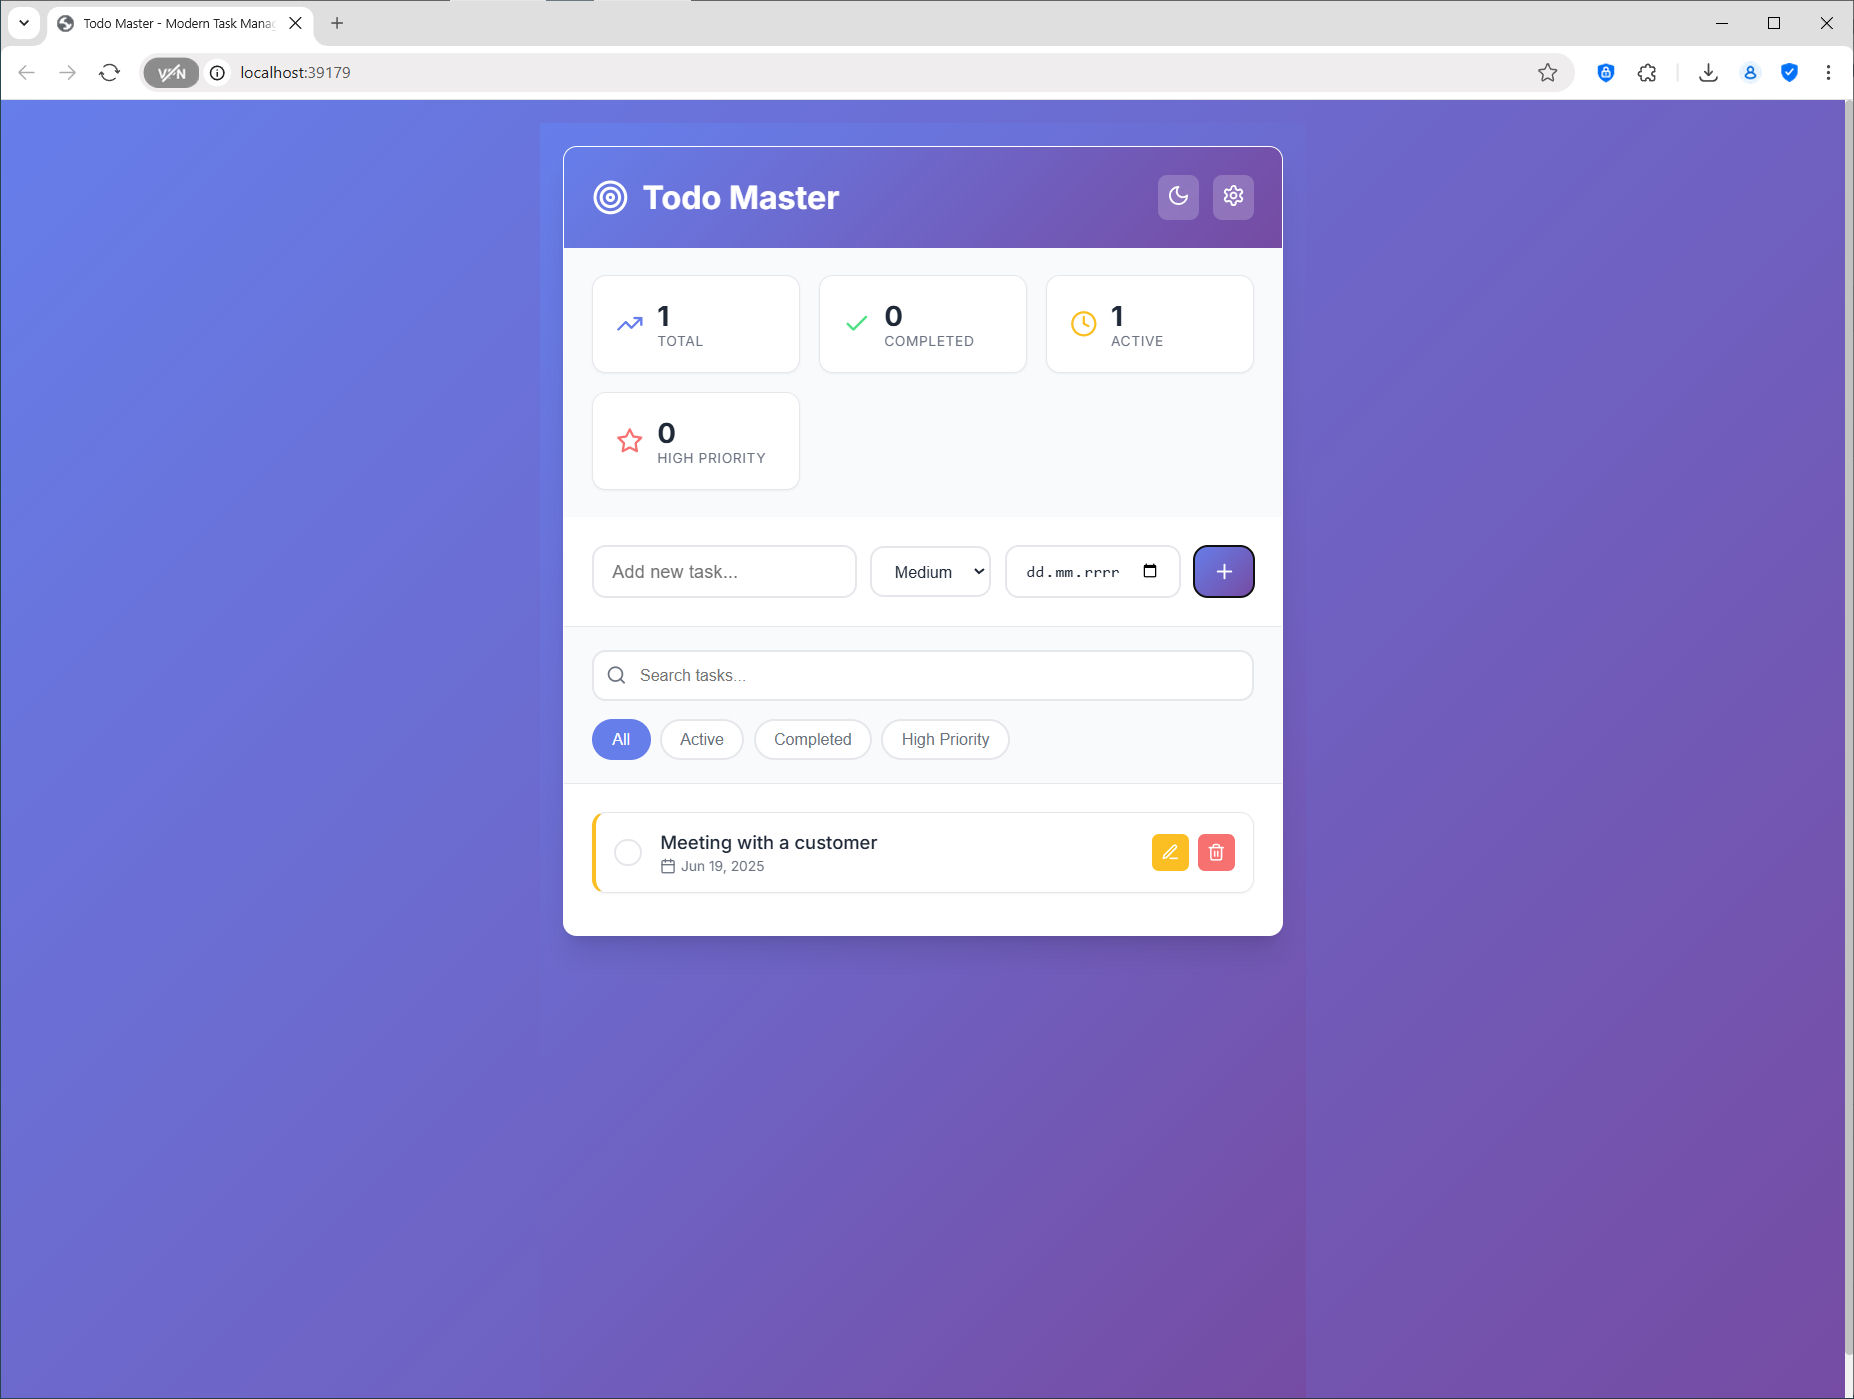 Todo Master - Modern Task Mana
VPN
localhost:39179
Todo Master
1
TOTAL
0
COMPLETED
1
ACTIVE
0
HIGH PRIORITY
Add new task...
Medium
dd.mm.rrrr
Search tasks...
All
Active
Completed
High Priority
Meeting with a customer
Jun 19, 2025